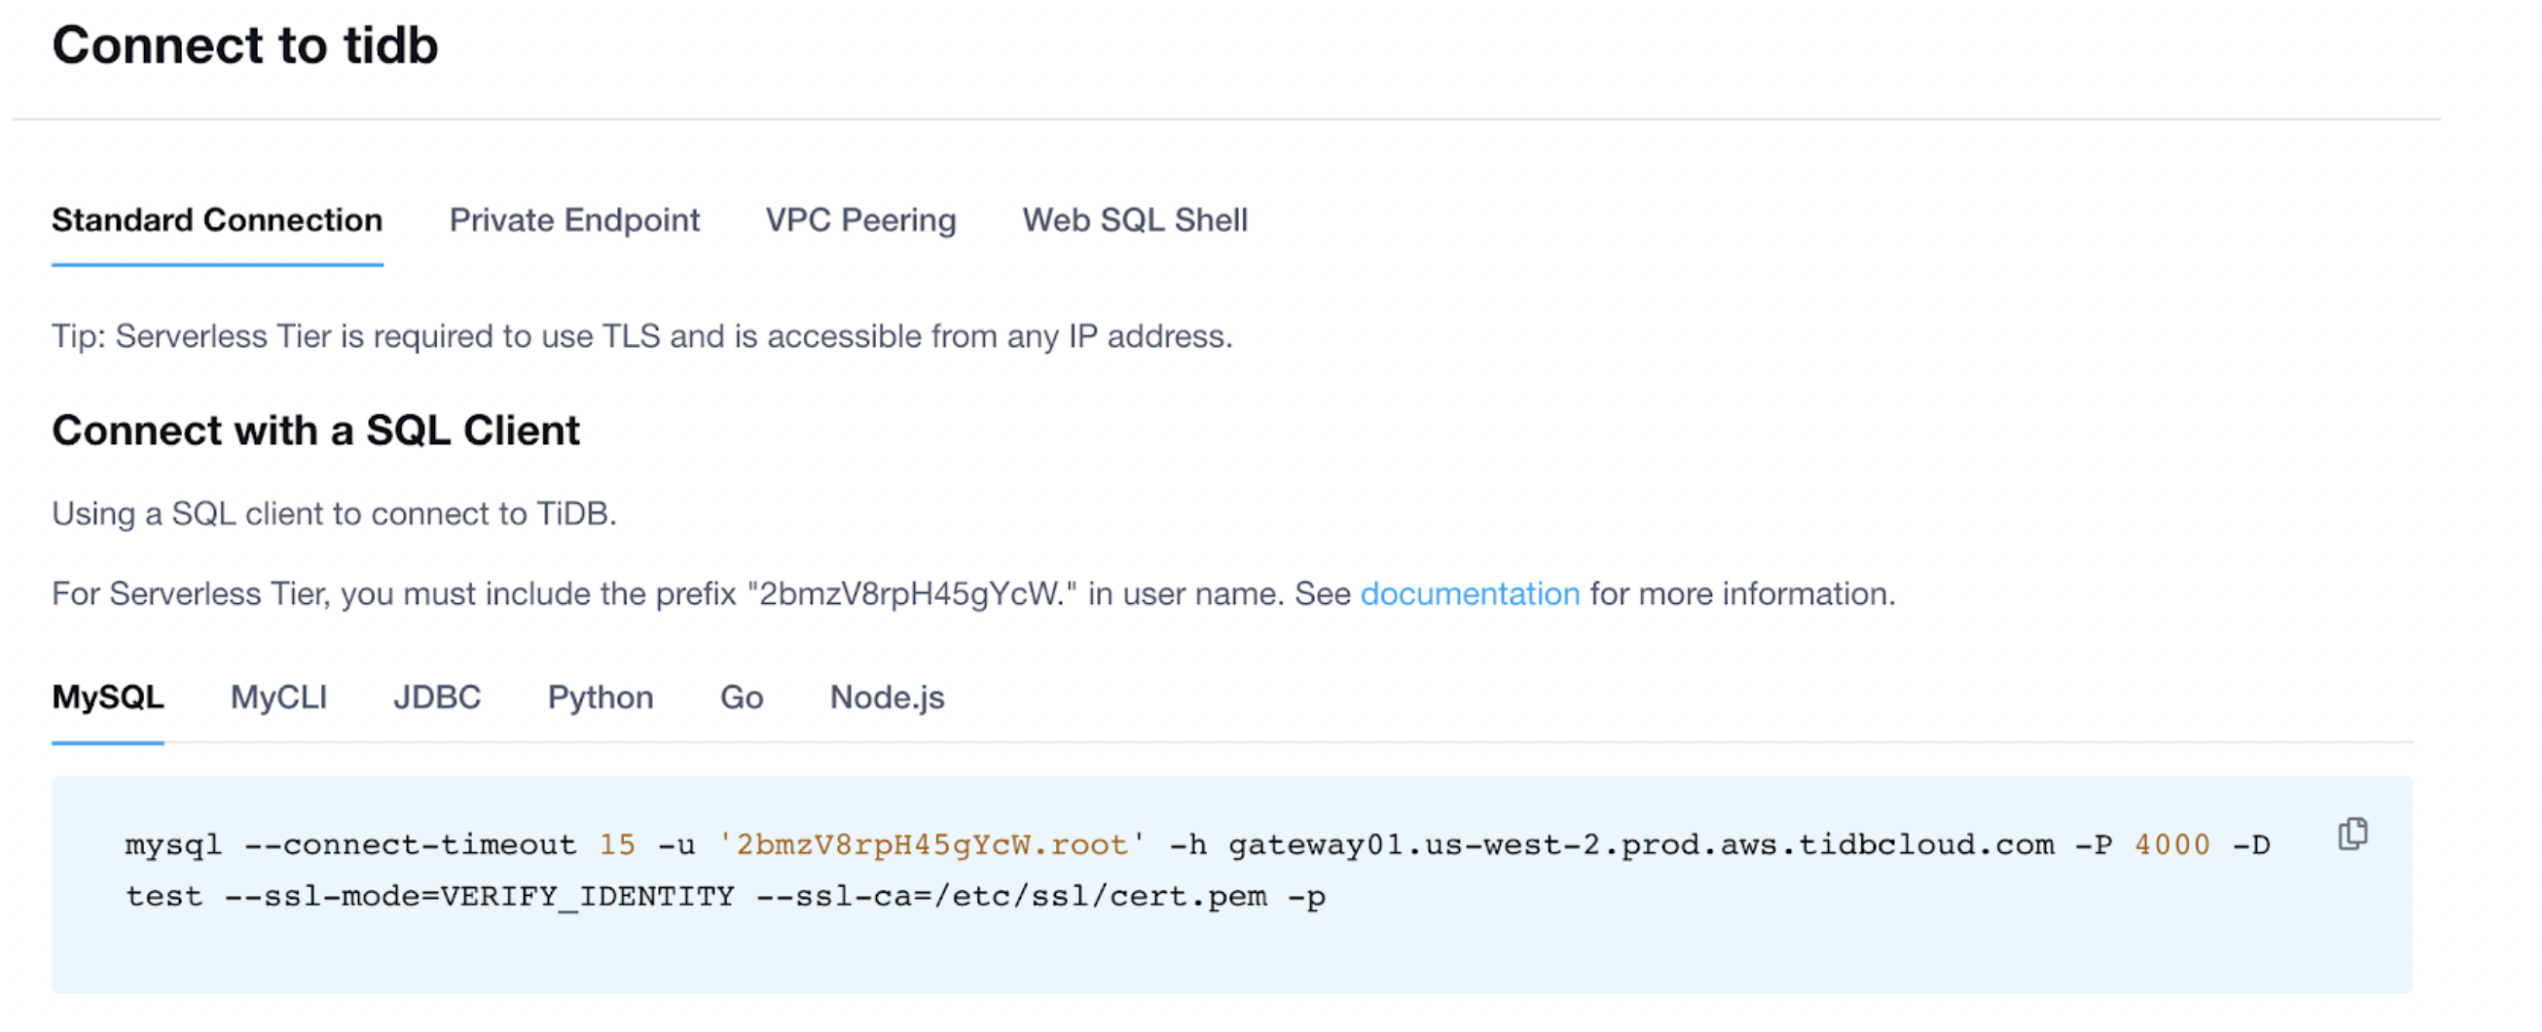 Connect to tidb
Standard Connection Private Endpoint VPC Peering Web SQL Shell
Tip: Serverless Tier is required to use TLS and is accessible from any IP address.
Connect with a SQL Client
Using a SQL client to connect to TiDB.
For Serverless Tier, you must include the prefix "2bmzV8rpH45gYcW." in user name. See documentation for more information.
MySQL MyCLI JDBC Python Go Node.js
mysql --connect-timeout 15 -u '2bmzV8rpH45gYcW.root' -h gateway01.us-west-2.prod.aws.tidbcloud.com -P 4000 -D
test --ssl-mode=VERIFY_IDENTITY --ssl-ca=/etc/ssl/cert.pem -p